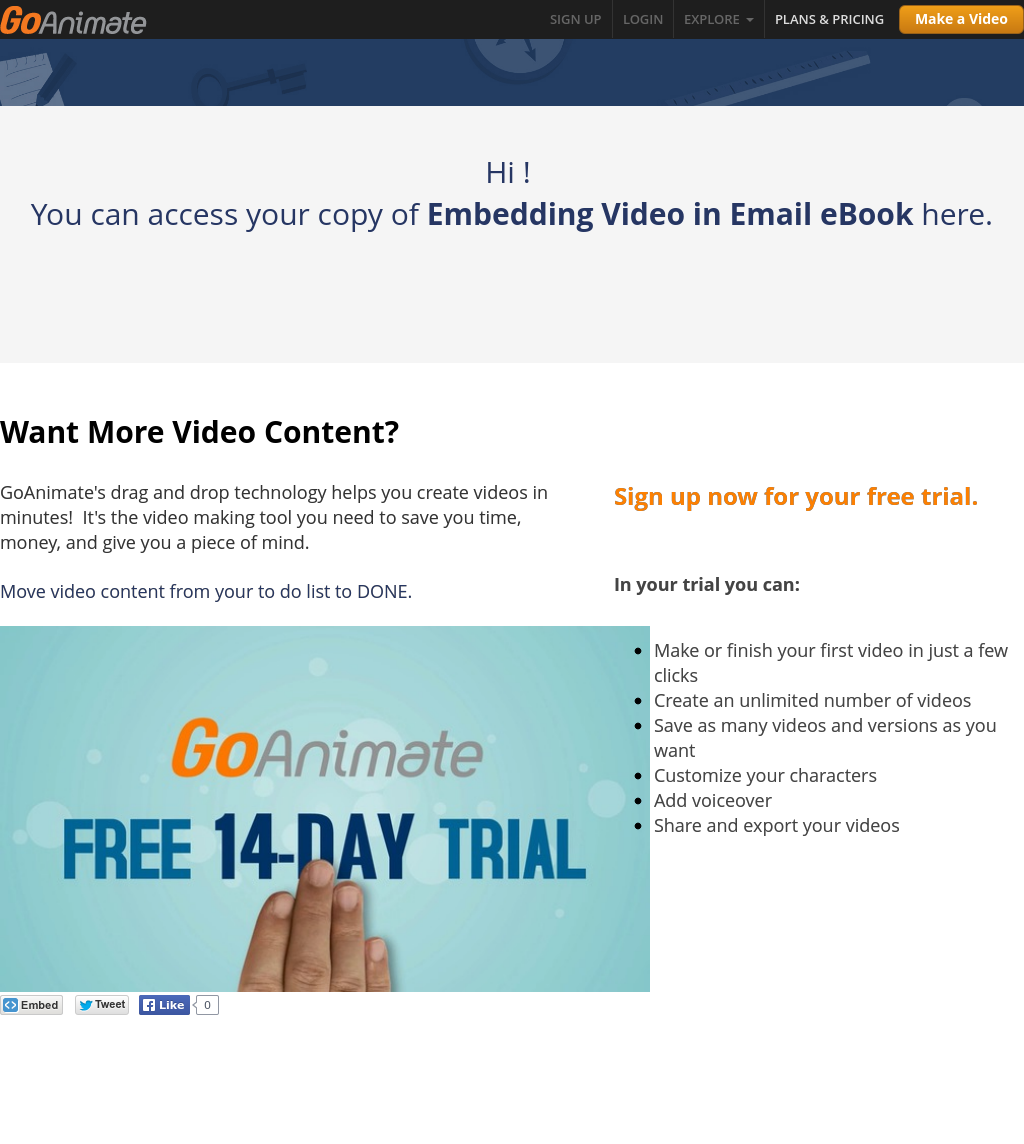 GoAnimate
SIGN UP
LOGIN
EXPLORE
PLANS & PRICING
Make a Video
Hi !
You can access your copy of Embedding Video in Email eBook here.
Want More Video Content?
GoAnimate's drag and drop technology helps you create videos in
minutes!  It's the video making tool you need to save you time,
money, and give you a piece of mind.
Move video content from your to do list to DONE.
GoAnimate
FREE 14-DAY TRIAL
Embed
Tweet
Like
0
Sign up now for your free trial.
In your trial you can:
Make or finish your first video in just a few
clicks
Create an unlimited number of videos
Save as many videos and versions as you
want
Customize your characters
Add voiceover
Share and export your videos